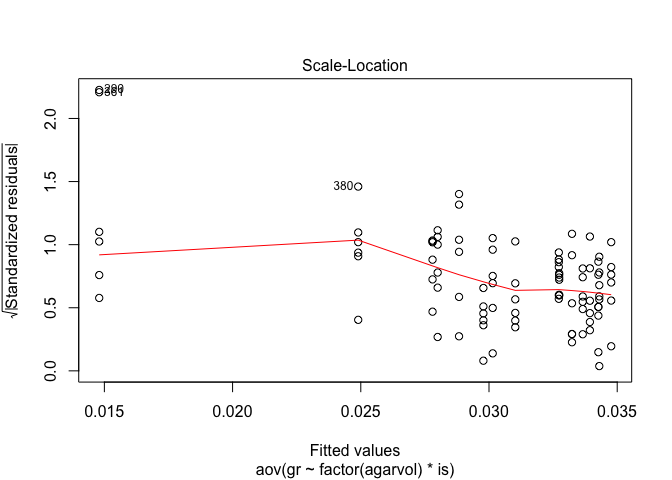 Scale-Location
√|Standardized residuals|
2.0
1.5
1.0
0.5
0.0
380
0.015
0.020
0.025
0.030
0.035
Fitted values
aov(gr ~ factor(agarvol) * is)